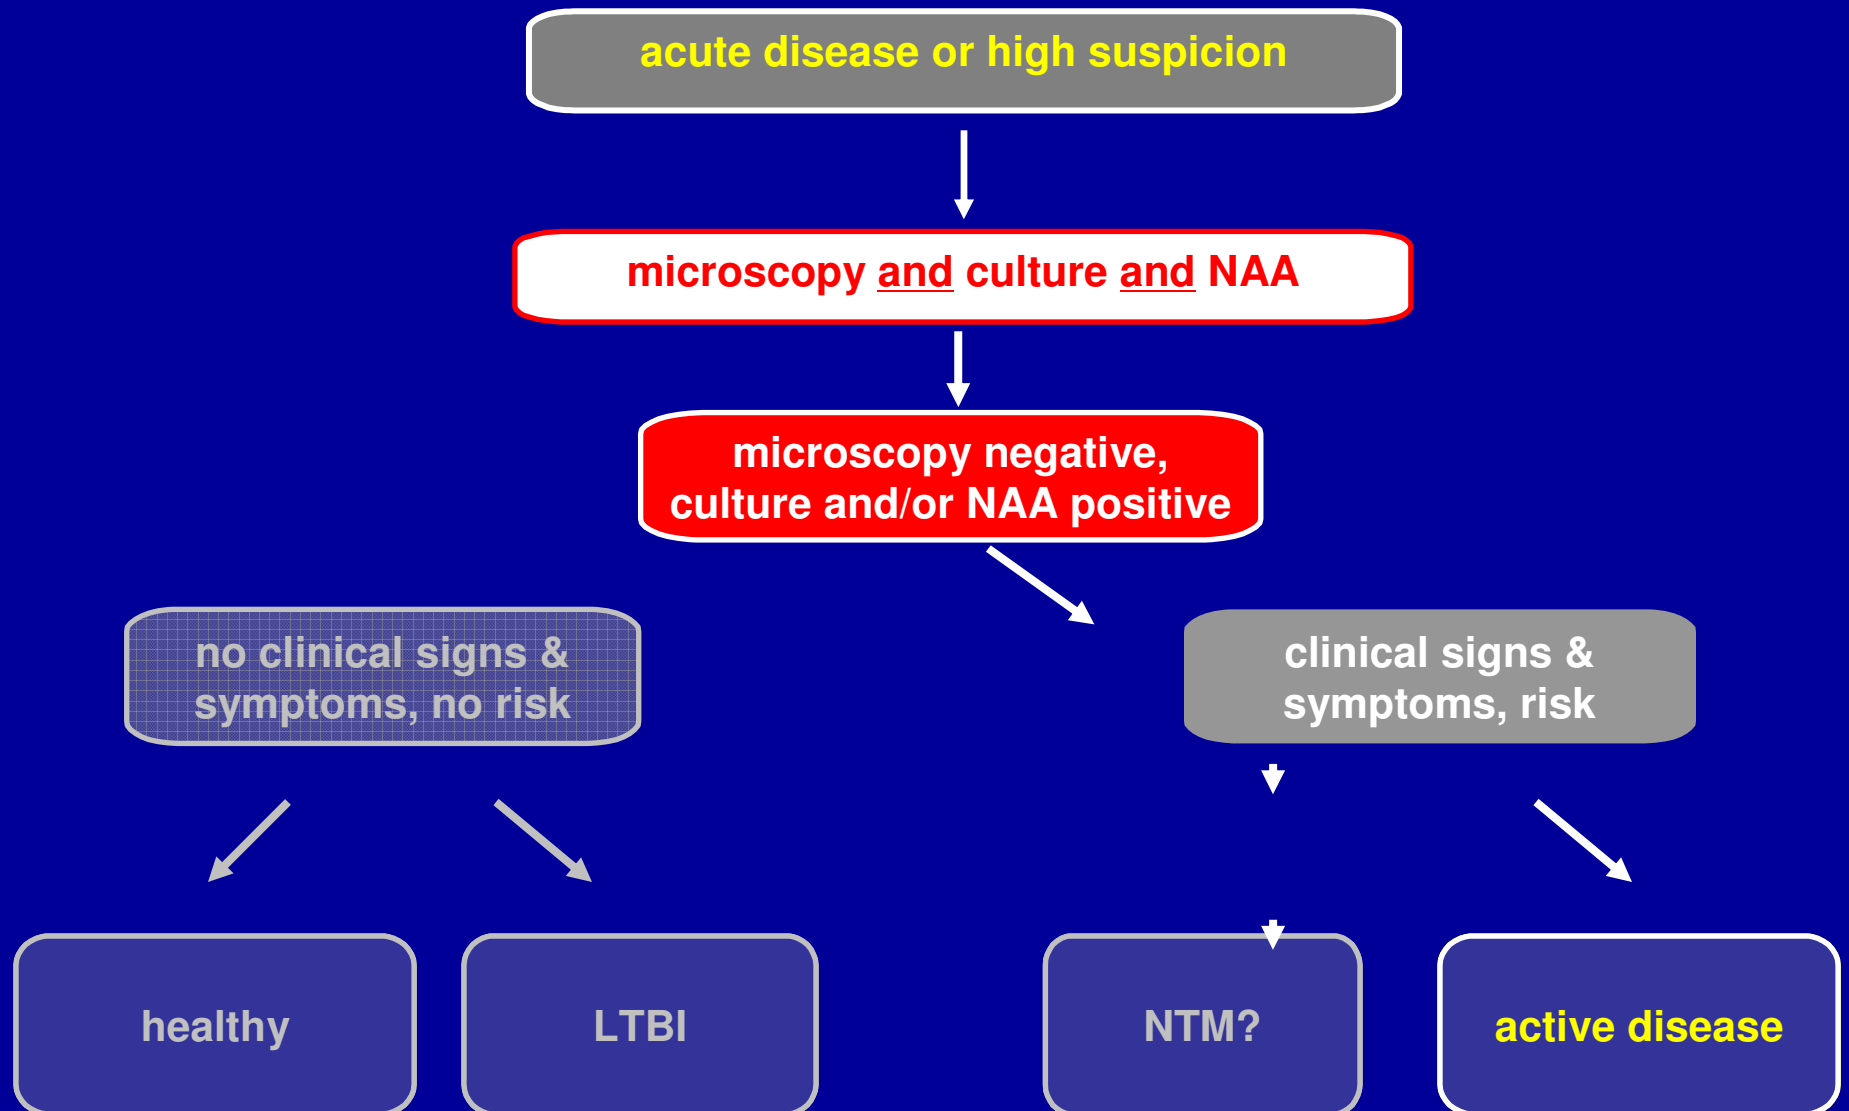 acute disease or high suspicion
microscopy and culture and NAA
microscopy negative,
culture and/or NAA positive
no clinical signs &
symptoms, no risk
clinical signs &
symptoms, risk
healthy
LTBI
NTM?
active disease